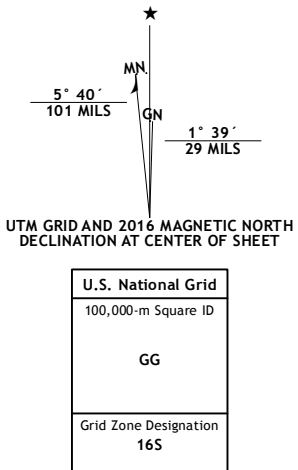 MN.
GN
5° 40´
101 MILS
1° 39´
29 MILS
UTM GRID AND 2016 MAGNETIC NORTH
DECLINATION AT CENTER OF SHEET
U.S. National Grid
100,000-m Square ID
GG
Grid Zone Designation
16S